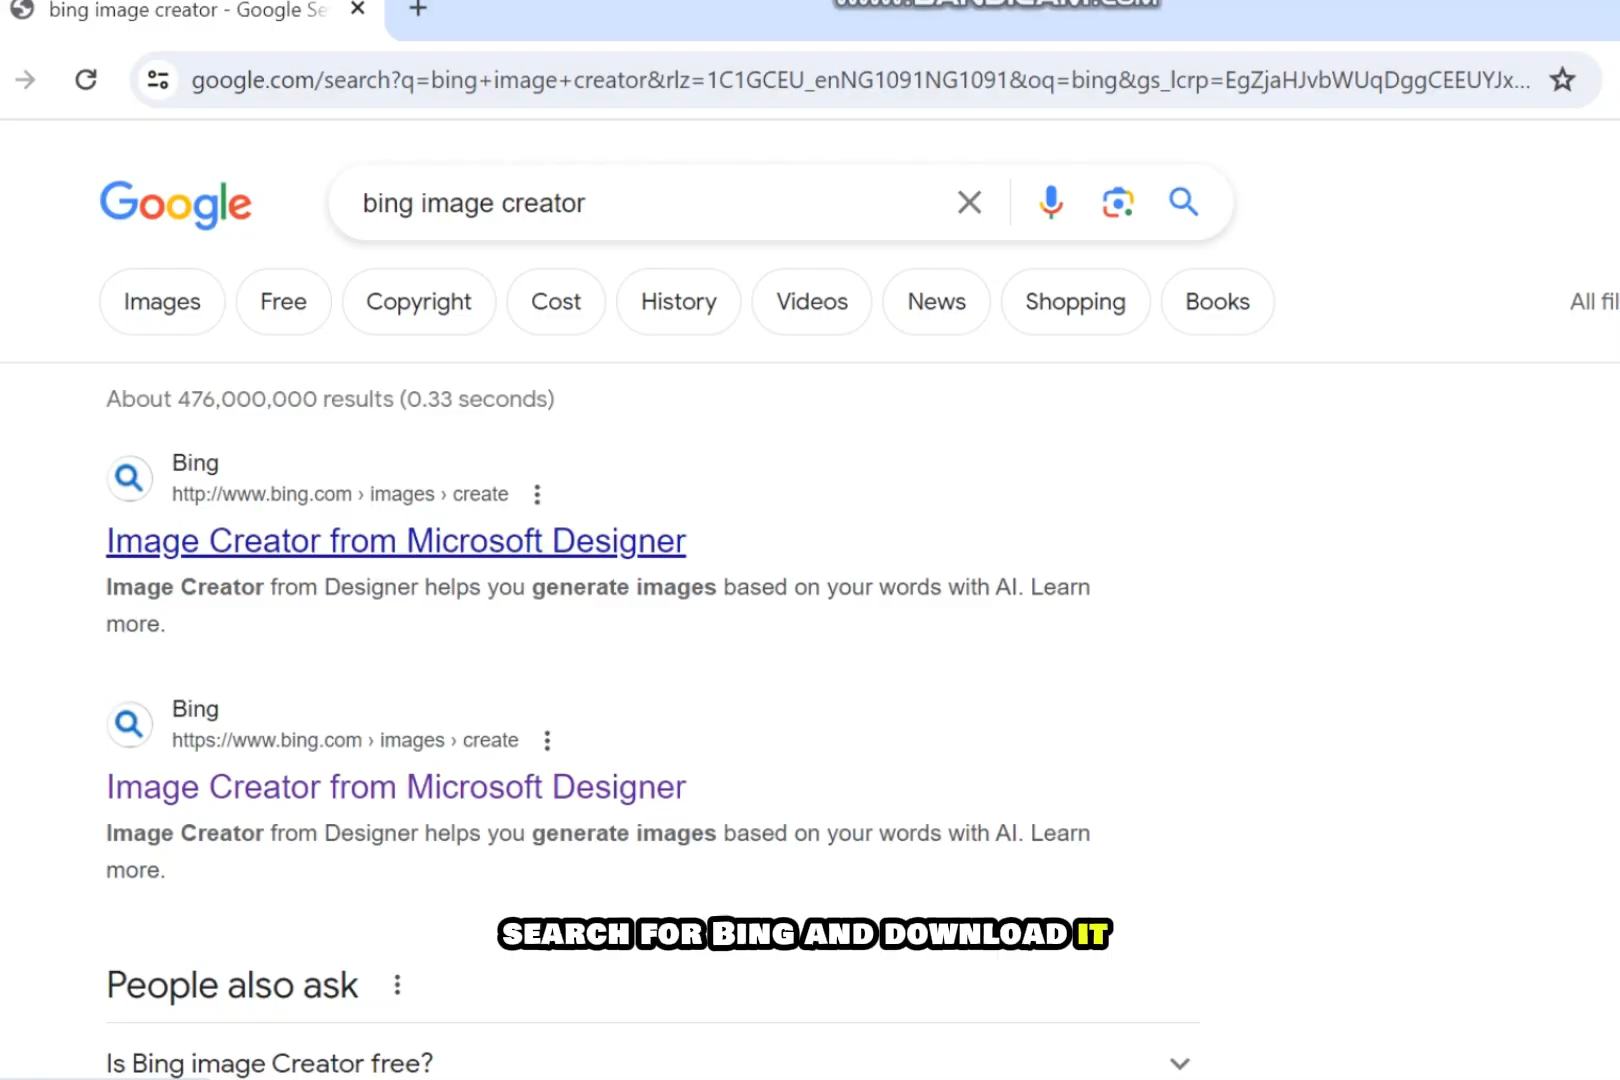 www.BANDICAM.com
bing image creator - Google Se
google.com/search?q=bing+image+creator&rlz=1C1GCEU_enNG1091NG1091&oq=bing&gs_lcrp=EgZjaHJvbWUqDggCEEUYJx...
Google
bing image creator
Images Free Copyright Cost History Videos News Shopping Books All fil
About 476,000,000 results (0.33 seconds)
Bing
http://www.bing.com › images › create
Image Creator from Microsoft Designer
Image Creator from Designer helps you generate images based on your words with AI. Learn
more.
Bing
https://www.bing.com › images › create
Image Creator from Microsoft Designer
Image Creator from Designer helps you generate images based on your words with AI. Learn
more.
SEARCH FOR BING AND DOWNLOAD IT
People also ask
Is Bing image Creator free?